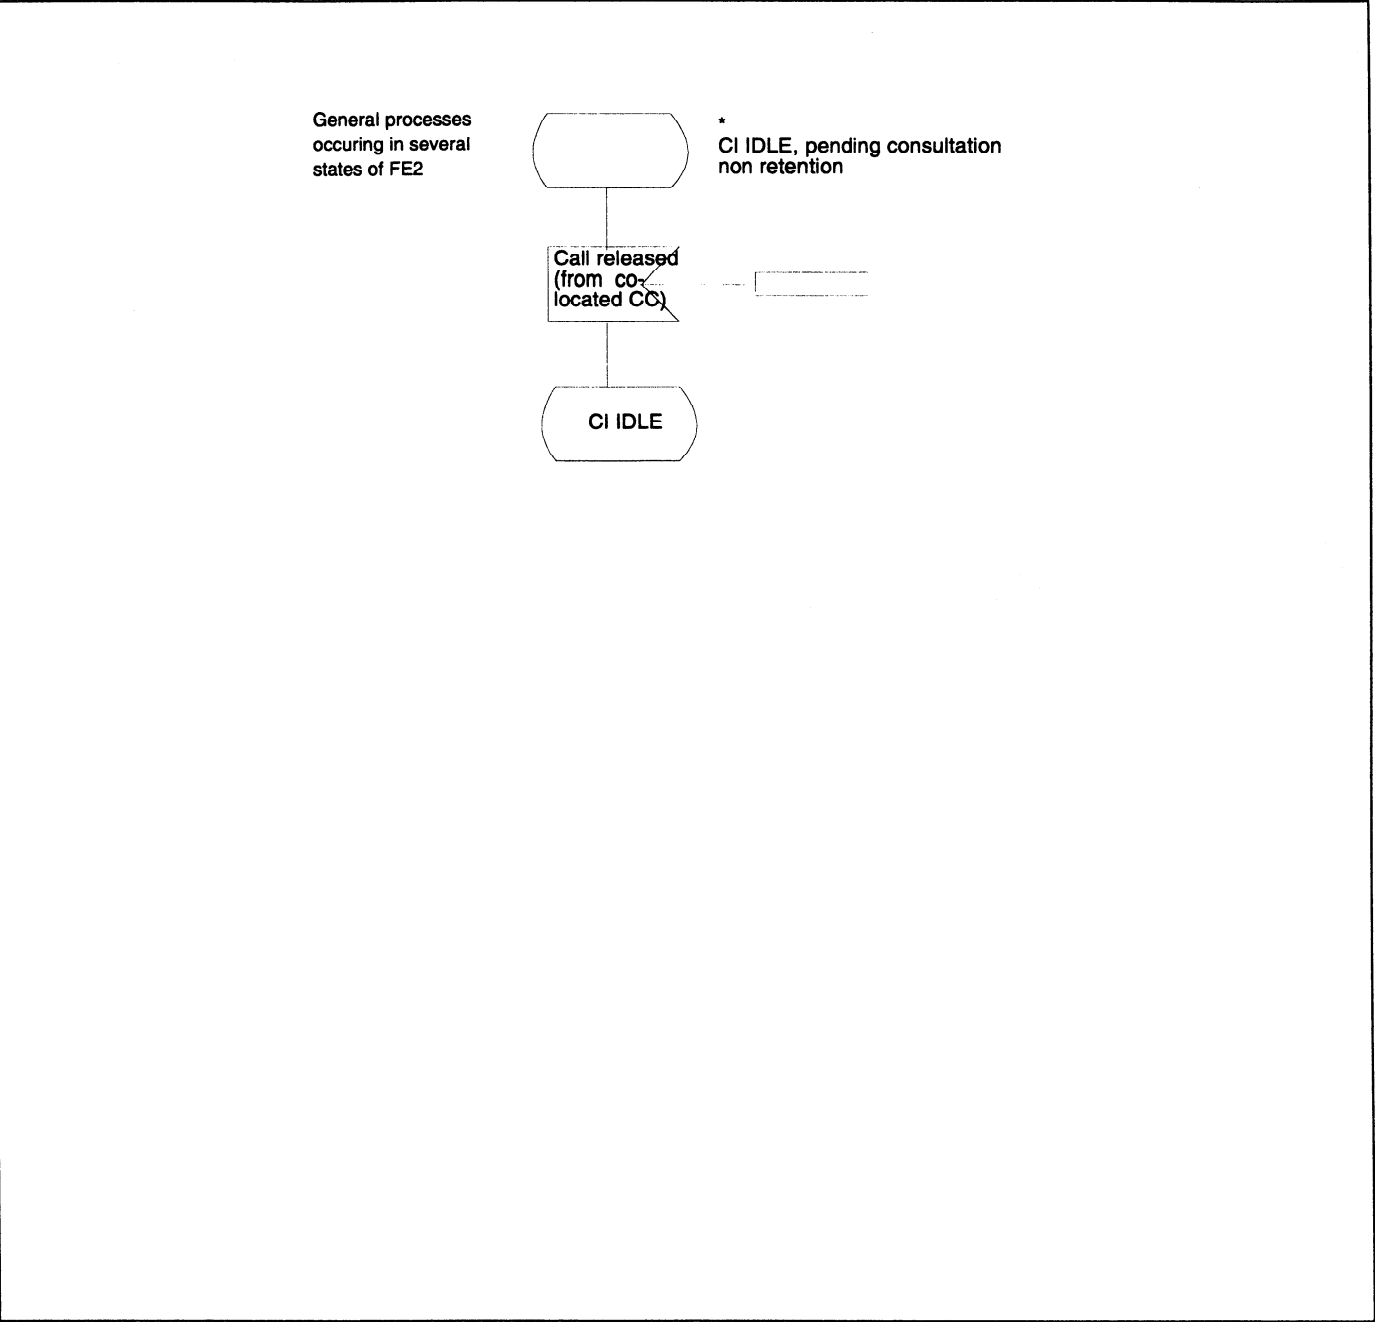 General processes
occuring in several
states of FE2
*
CI IDLE, pending consultation
non retention
Call released
(from co-
located CC)
CI IDLE